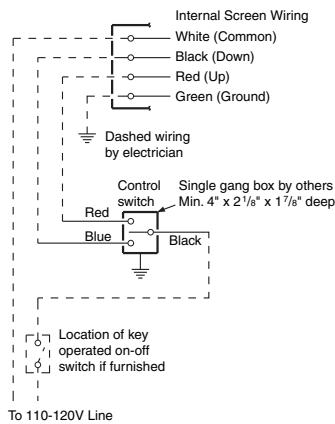 Internal Screen Wiring
White (Common)
Black (Down)
Red (Up)
Green (Ground)
Dashed wiring
by electrician
Control
switch
Single gang box by others
Min. 4" x 2 1/8" x 1 7/8" deep
Red
Blue
Black
Location of key
operated on-off
switch if furnished
To 110-120V Line